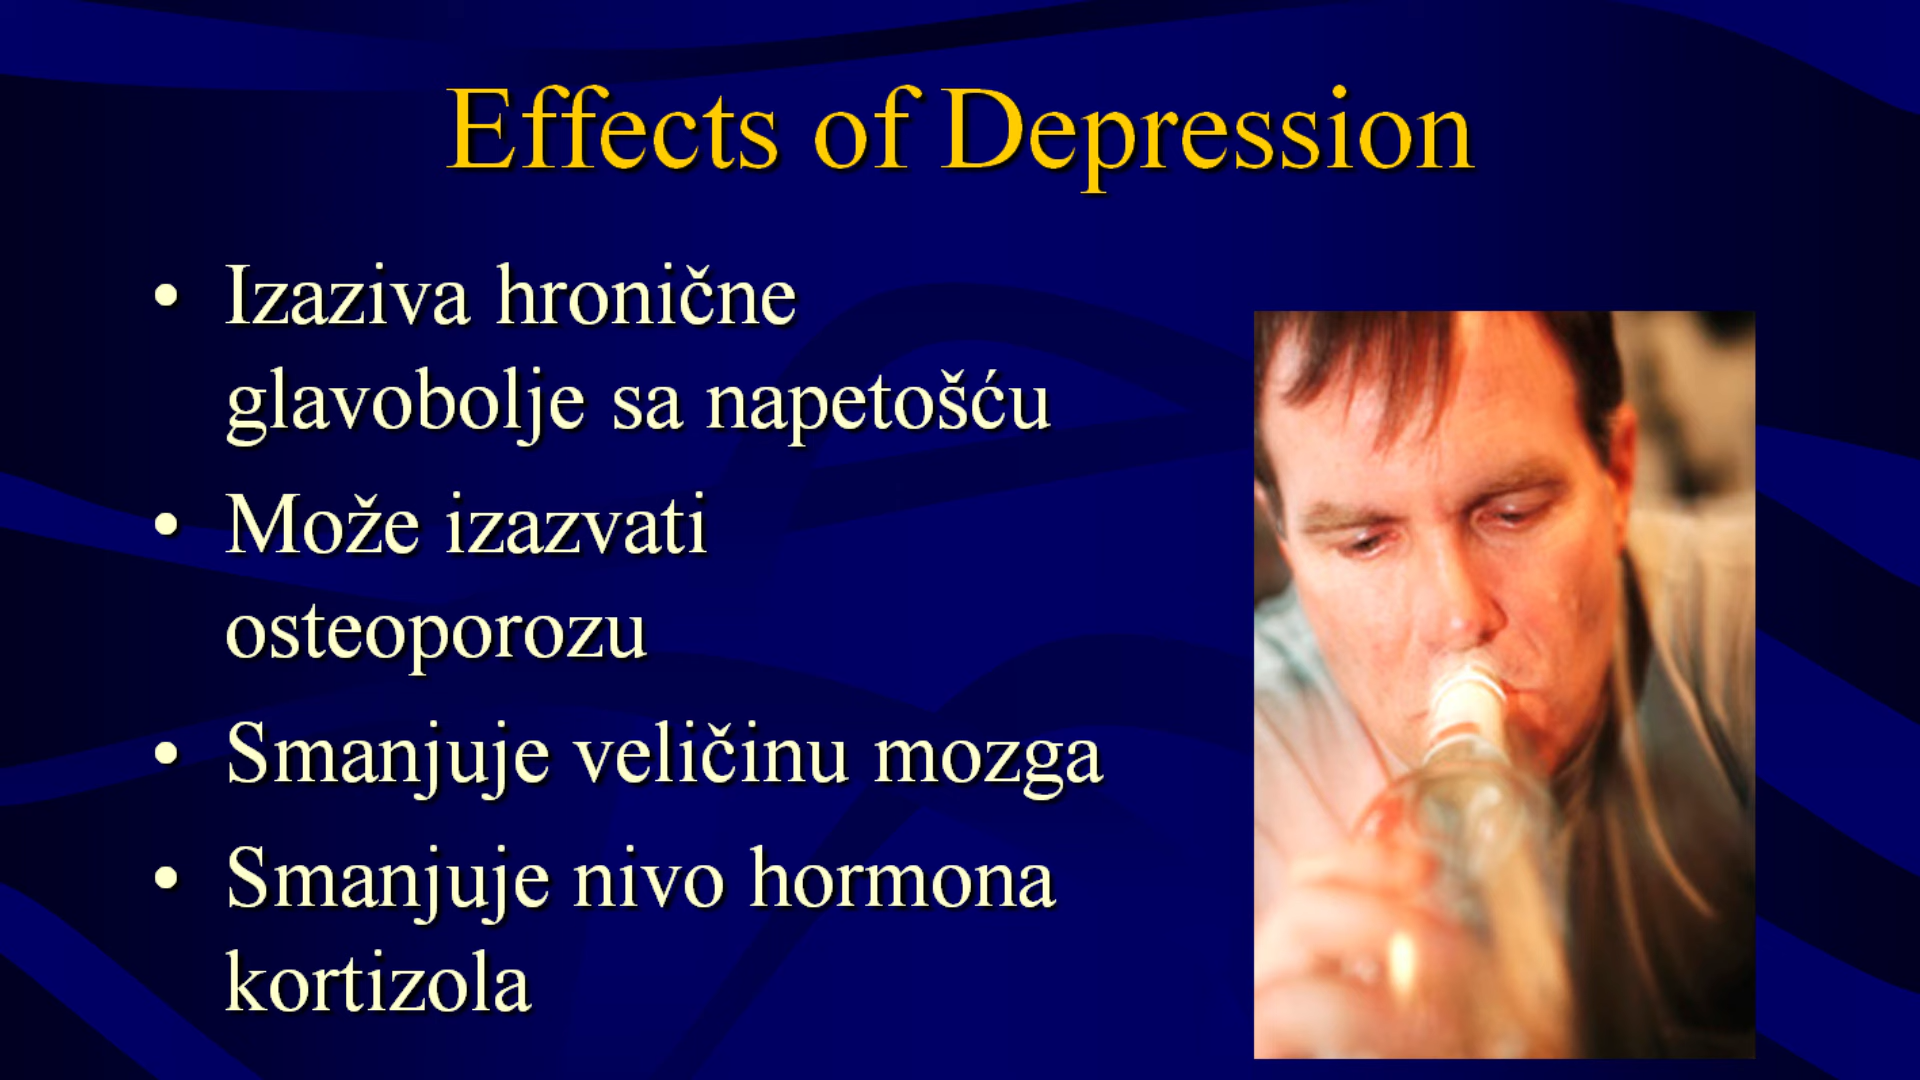 Effects of Depression
• Izaziva hronične
glavobolje sa napetošću
• Može izazvati
osteoporozu
• Smanjuje veličinu mozga
• Smanjuje nivo hormona
kortizola